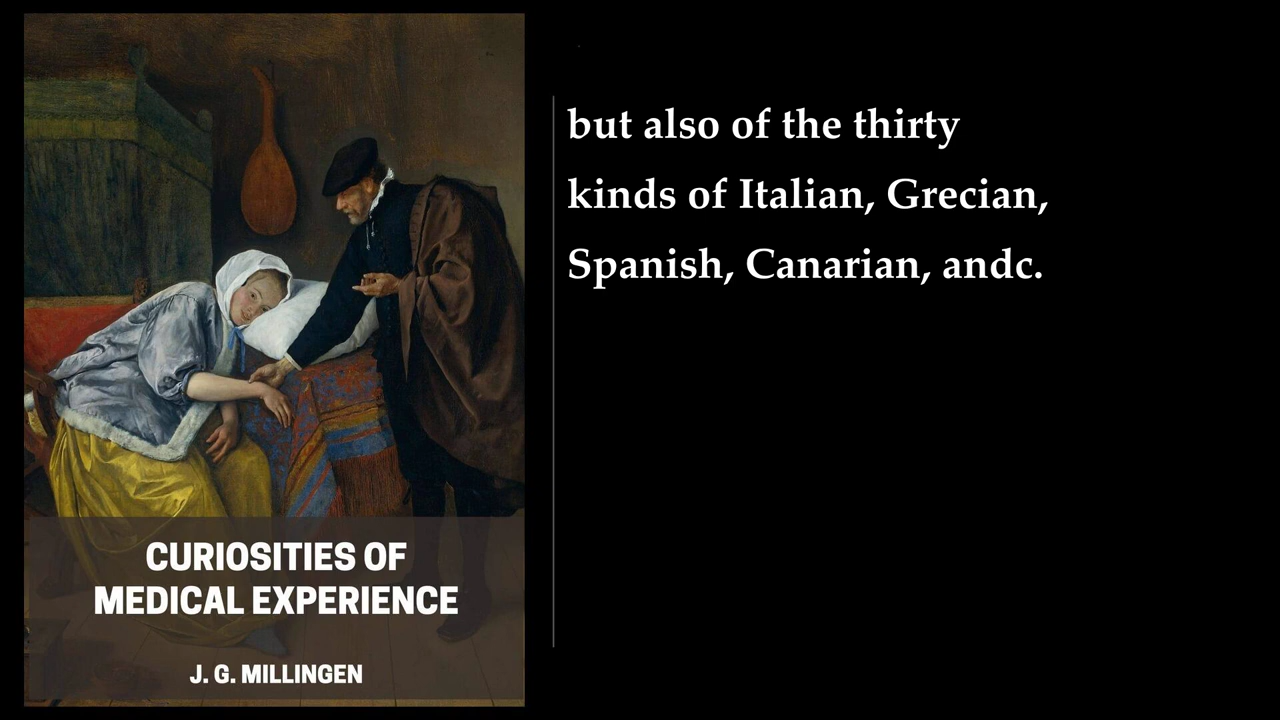 but also of the thirty
kinds of Italian, Grecian,
Spanish, Canarian, andc.
CURIOSITIES OF
MEDICAL EXPERIENCE
J. G. MILLINGEN